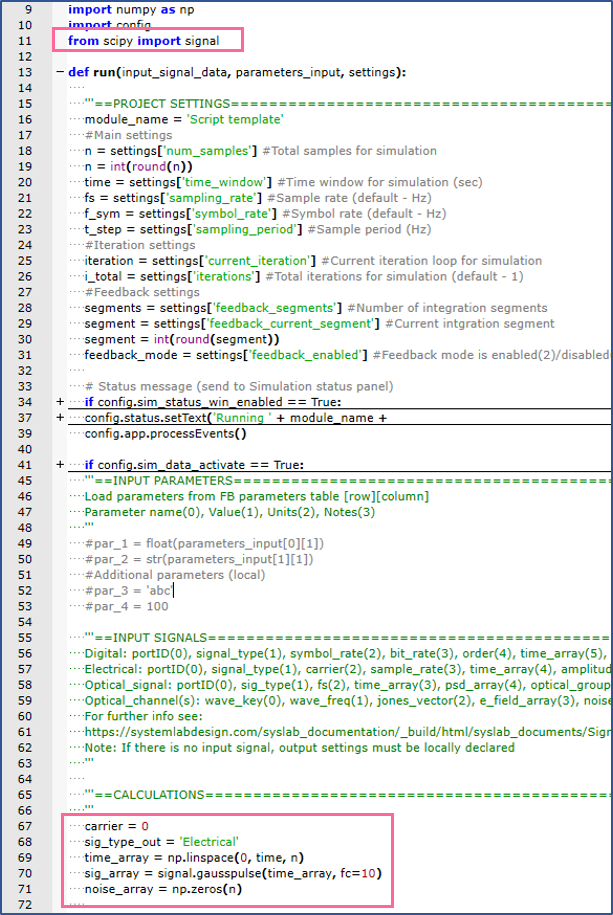 9 import numpy as np
10 import config
11 from scipy import signal
12
13 def run(input_signal_data, parameters_input, settings):
14
15 '''==PROJECT SETTINGS==========================================
16 module_name = 'Script template'
17 #Main settings
18 n = settings['num_samples'] #Total samples for simulation
19 n = int(round(n))
20 time = settings['time_window'] #Time window for simulation (sec)
21 fs = settings['sampling_rate'] #Sample rate (default - Hz)
22 f_sym = settings['symbol_rate'] #Symbol rate (default - Hz)
23 t_step = settings['sampling_period'] #Sample period (Hz)
24 #Iteration settings
25 iteration = settings['current_iteration'] #Current iteration loop for simulation
26 i_total = settings['iterations'] #Total iterations for simulation (default - 1)
27 #Feedback settings
28 segments = settings['feedback_segments'] #Number of integration segments
29 segment = settings['feedback_current_segment'] #Current intgration segment
30 segment = int(round(segment))
31 feedback_mode = settings['feedback_enabled'] #Feedback mode is enabled(2)/disabled
32
33 # Status message (send to Simulation status panel)
34 if config.sim_status_win_enabled == True:
37 config.status.setText('Running ' + module_name +
39 config.app.processEvents()
40
41 if config.sim_data_activate == True:
45 '''==INPUT PARAMETERS==========================================
46 Load parameters from FB parameters table [row][column]
47 Parameter name(0), Value(1), Units(2), Notes(3)
48 '''
49 #par_1 = float(parameters_input[0][1])
50 #par_2 = str(parameters_input[1][1])
51 #Additional parameters (local)
52 #par_3 = 'abc'
53 #par_4 = 100
54
55 '''==INPUT SIGNALS==========================================
56 Digital: portID(0), signal_type(1), symbol_rate(2), bit_rate(3), order(4), time_array(5),
57 Electrical: portID(0), signal_type(1), carrier(2), sample_rate(3), time_array(4), amplitud
58 Optical_signal: portID(0), sig_type(1), fs(2), time_array(3), psd_array(4), optical_group
59 Optical_channel(s): wave_key(0), wave_freq(1), jones_vector(2), e_field_array(3), noise
60 For further info see:
61 https://systemlabdesign.com/syslab_documentation/_build/html/syslab_documents/Sign
62 Note: If there is no input signal, output settings must be locally declared
63 '''
64
65 '''==CALCULATIONS==========================================
66 '''
67 carrier = 0
68 sig_type_out = 'Electrical'
69 time_array = np.linspace(0, time, n)
70 sig_array = signal.gausspulse(time_array, fc=10)
71 noise_array = np.zeros(n)
72